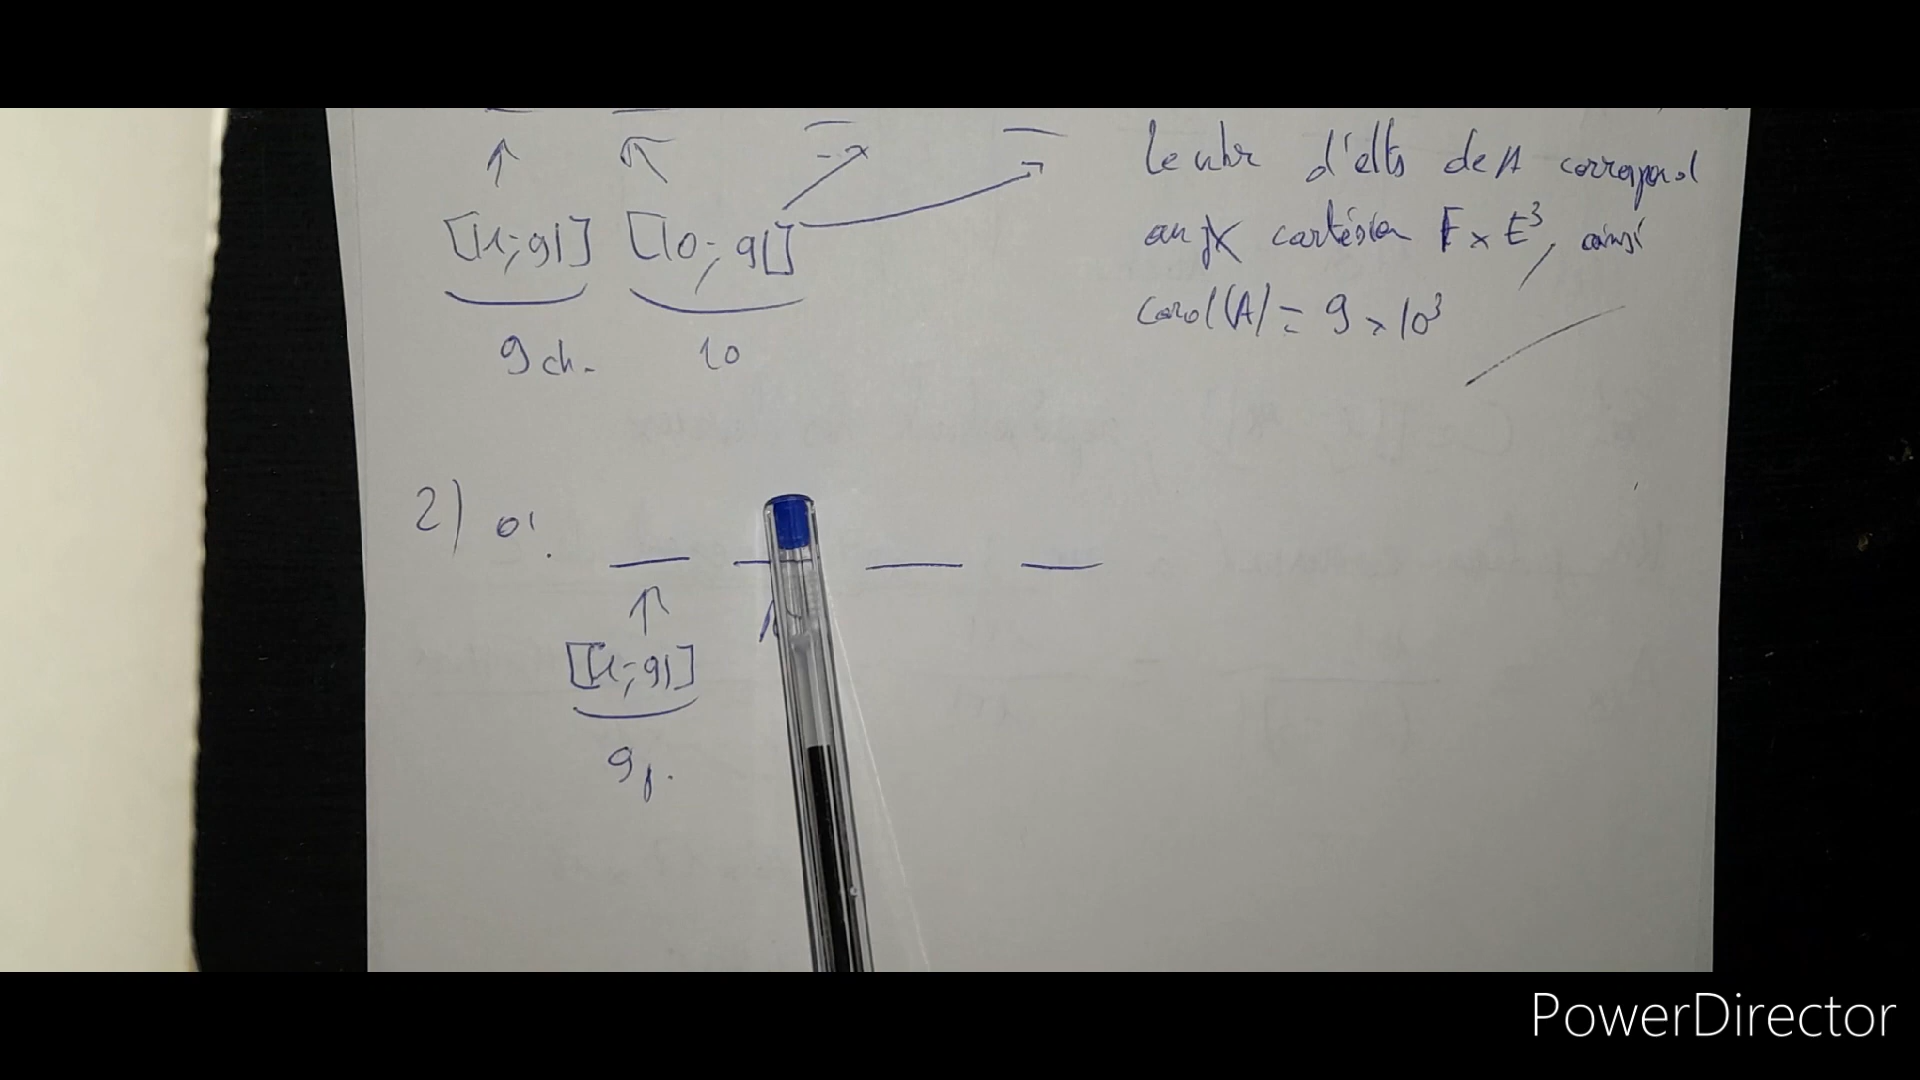 le nbr d'elts de A correspond
[|1;9|] [|0;9|] au px cartésien F x E³, ainsi
Card(A) = 9 x 10³
9 ch. 10
2) o'.
[|1;9|]
9 p.
PowerDirector